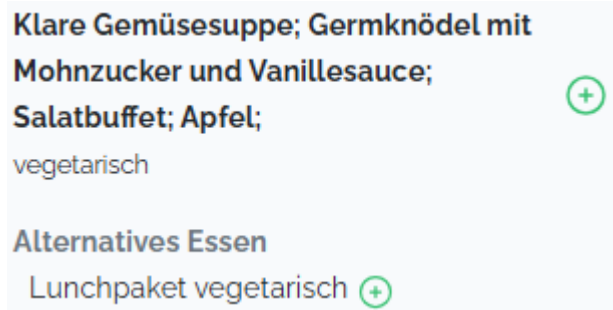 Klare Gemüsesuppe; Germknödel mit
Mohnzucker und Vanillesauce;
Salatbuffet; Apfel;
vegetarisch
Alternatives Essen
Lunchpaket vegetarisch